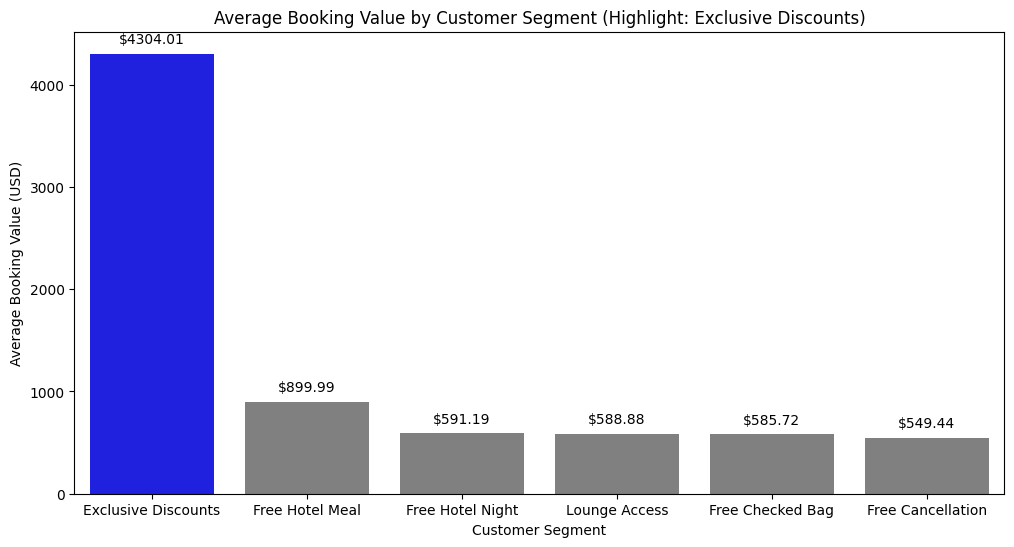 Average Booking Value by Customer Segment (Highlight: Exclusive Discounts)
$4304.01
4000
3000
2000
1000
0
Average Booking Value (USD)
$899.99
$591.19
$588.88
$585.72
$549.44
Exclusive Discounts
Free Hotel Meal
Free Hotel Night
Lounge Access
Free Checked Bag
Free Cancellation
Customer Segment